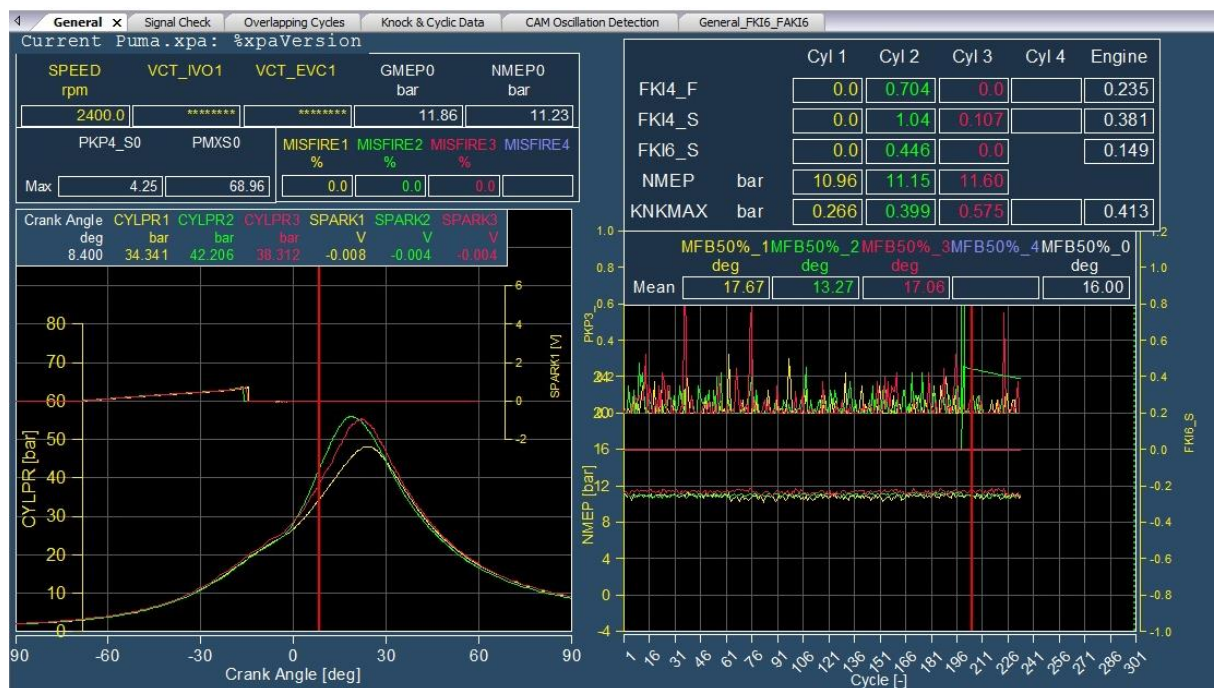 General x Signal Check Overlapping Cycles Knock & Cyclic Data CAM Oscillation Detection General_FKI6_FAKI6
Current Puma.xpa: %xpaVersion
SPEED VCT_IVO1 VCT_EVC1 GMEP0 NMEP0
rpm bar bar
2400.0 ******** ******** 11.86 11.23
PKP4_S0 PMXS0 MISFIRE1 MISFIRE2 MISFIRE3 MISFIRE4
% % %
Max 4.25 68.96 0.0 0.0 0.0
Crank Angle CYLPR1 CYLPR2 CYLPR3 SPARK1 SPARK2 SPARK3
deg bar bar bar V V V
8.400 34.341 42.206 38.312 -0.008 -0.004 -0.004
80
70
60
50
40
30
20
10
0
CYLPR [bar]
6
4
2
0
-2
SPARK1 [V]
90 -60 -30 0 30 60 90
Crank Angle [deg]
Cyl 1 Cyl 2 Cyl 3 Cyl 4 Engine
FKI4_F 0.0 0.704 0.0 0.235
FKI4_S 0.0 1.04 0.107 0.381
FKI6_S 0.0 0.446 0.0 0.149
NMEP bar 10.96 11.15 11.60
KNKMAX bar 0.266 0.399 0.575 0.413
MFB50%_1 MFB50%_2 MFB50%_3 MFB50%_4 MFB50%_0
deg deg deg deg
Mean 17.67 13.27 17.06 16.00
1.0
0.8
0.6
0.4
PKP3_
20
16
12
8
4
0
-4
NMEP [bar]
1.2
1.0
0.8
0.6
0.4
0.2
0.0
-0.2
-0.4
-0.6
-0.8
-1.0
FKI6_S
1 16 31 46 61 76 91 106 121 136 151 166 181 196 211 226 241 256 271 286 301
Cycle [-]